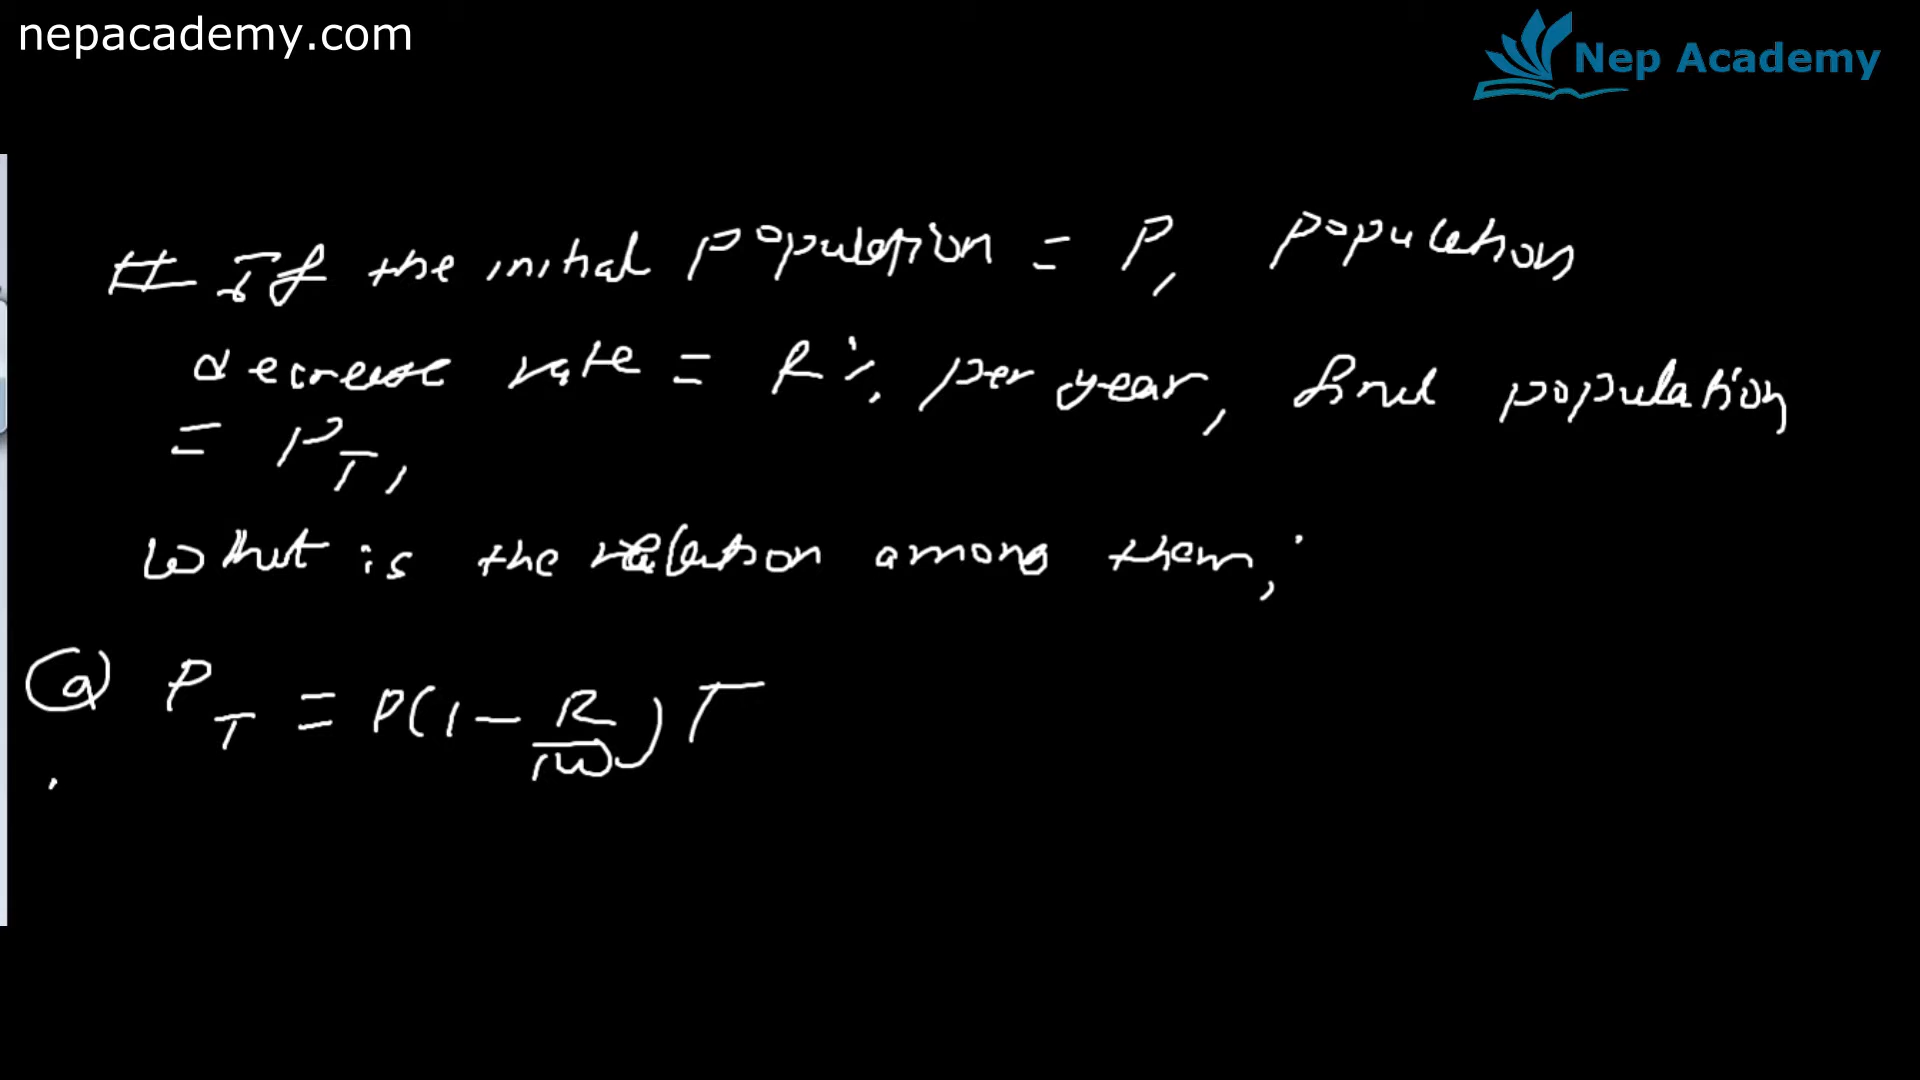 nepacademy.com
Nep Academy
# If the initial population = P, population
decrease rate = R% per year, final population
= P_T,
What is the relation among them;
(a) P_T = P(1 - R/100)T